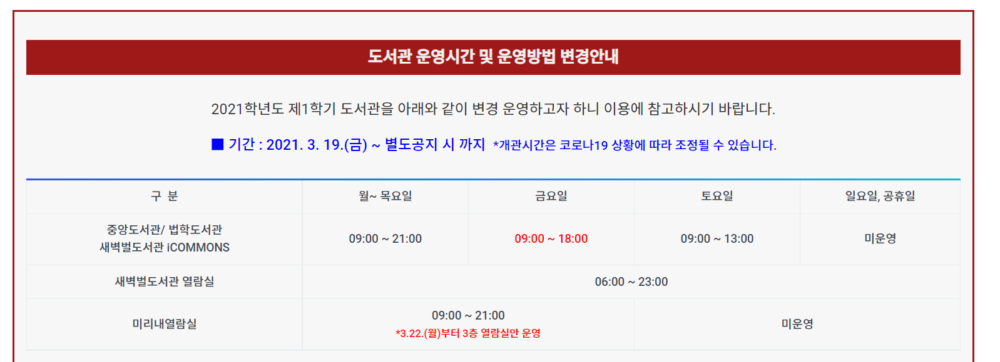 도서관 운영시간 및 운영방법 변경안내
2021학년도 제1학기 도서관을 아래와 같이 변경 운영하고자 하니 이용에 참고하시기 바랍니다.
■ 기간 : 2021. 3. 19.(금) ~ 별도공지 시 까지 *개관시간은 코로나19 상황에 따라 조정될 수 있습니다.
구 분 월~ 목요일 금요일 토요일 일요일, 공휴일
중앙도서관/ 법학도서관
새벽벌도서관 iCOMMONS
09:00 ~ 21:00 09:00 ~ 18:00 09:00 ~ 13:00 미운영
새벽벌도서관 열람실 06:00 ~ 23:00
미리내열람실
09:00 ~ 21:00
*3.22.(월)부터 3층 열람실만 운영
미운영